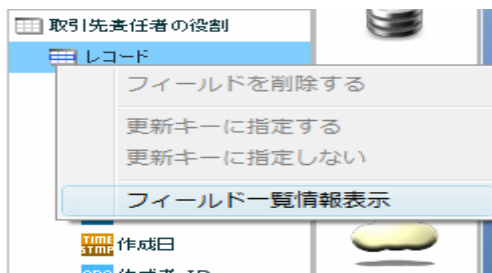 取引先責任者の役割
レコード
フィールドを削除する
更新キーに指定する
更新キーに指定しない
フィールド一覧情報表示
TIME STMP 作成日